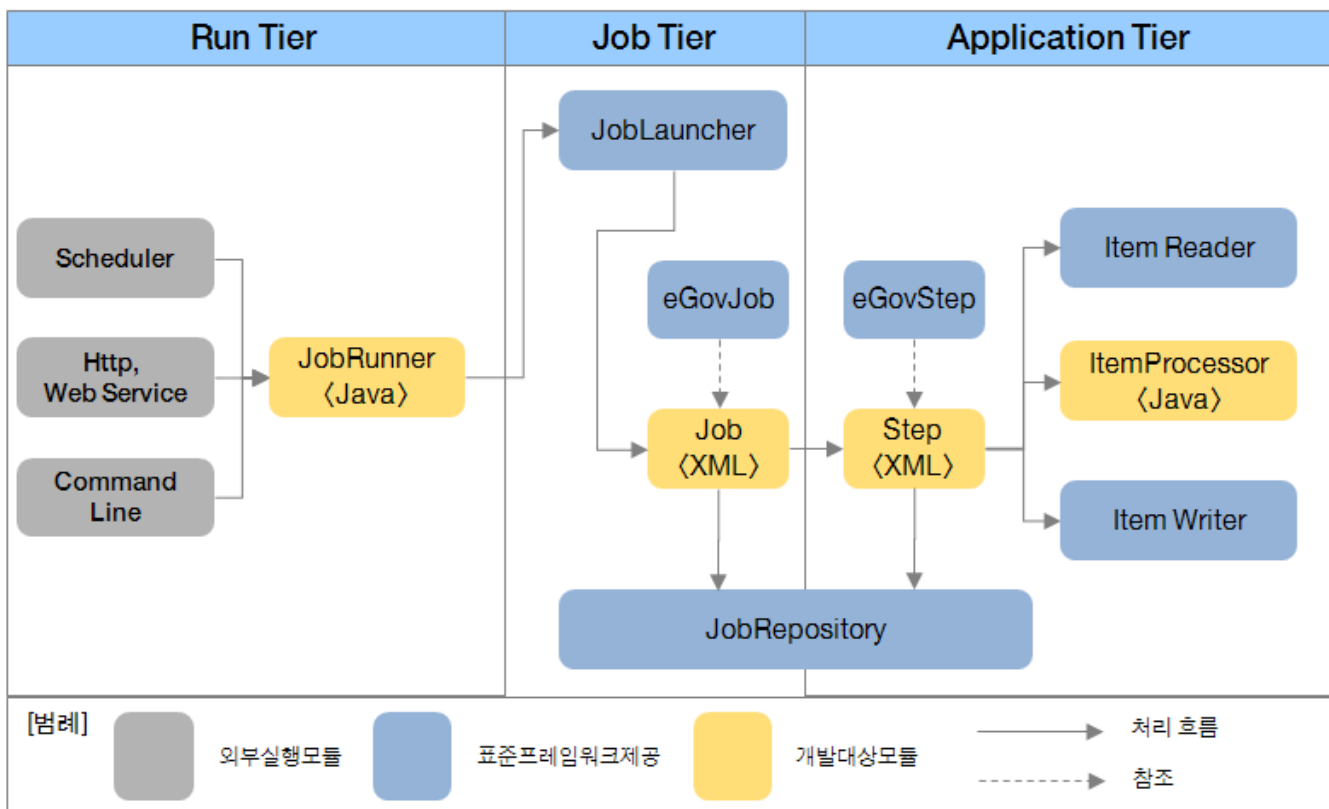 Run Tier
Job Tier
Application Tier
JobLauncher
Scheduler
Item Reader
eGovJob
eGovStep
Http,
Web Service
JobRunner
〈Java〉
ItemProcessor
〈Java〉
Job
〈XML〉
Step
〈XML〉
Command
Line
Item Writer
JobRepository
[범례]
외부실행모듈
표준프레임워크제공
개발대상모듈
처리 흐름
참조